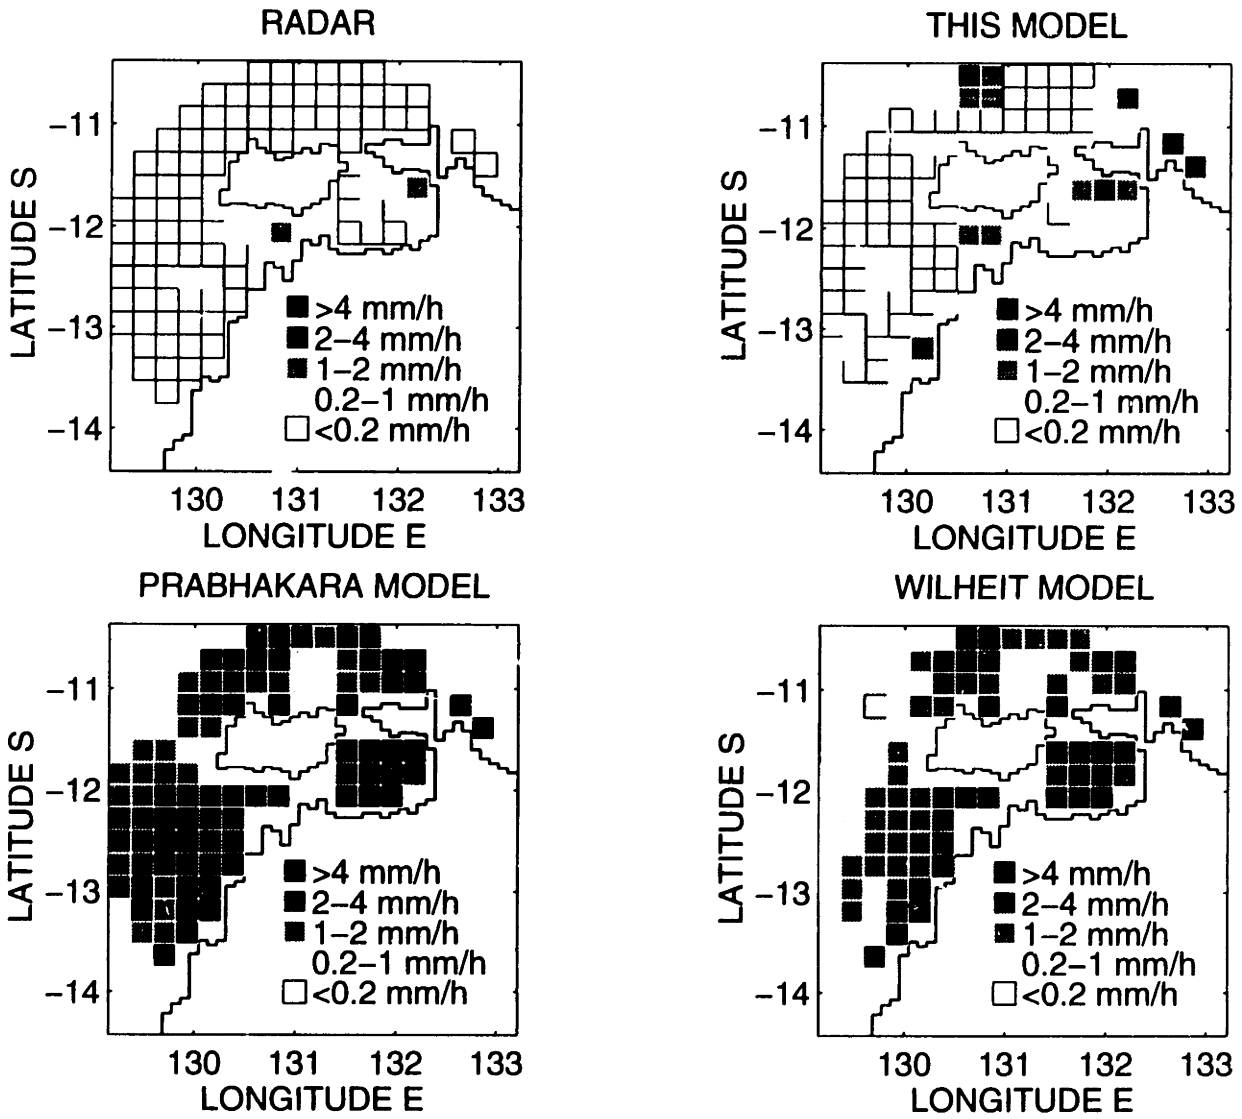 RADAR
LATITUDE S
−11
−12
−13
−14
>4 mm/h
2−4 mm/h
1−2 mm/h
0.2−1 mm/h
<0.2 mm/h
130 131 132 133
LONGITUDE E
THIS MODEL
LATITUDE S
−11
−12
−13
−14
>4 mm/h
2−4 mm/h
1−2 mm/h
0.2−1 mm/h
<0.2 mm/h
130 131 132 133
LONGITUDE E
PRABHAKARA MODEL
LATITUDE S
−11
−12
−13
−14
>4 mm/h
2−4 mm/h
1−2 mm/h
0.2−1 mm/h
<0.2 mm/h
130 131 132 133
LONGITUDE E
WILHEIT MODEL
LATITUDE S
−11
−12
−13
−14
>4 mm/h
2−4 mm/h
1−2 mm/h
0.2−1 mm/h
<0.2 mm/h
130 131 132 133
LONGITUDE E